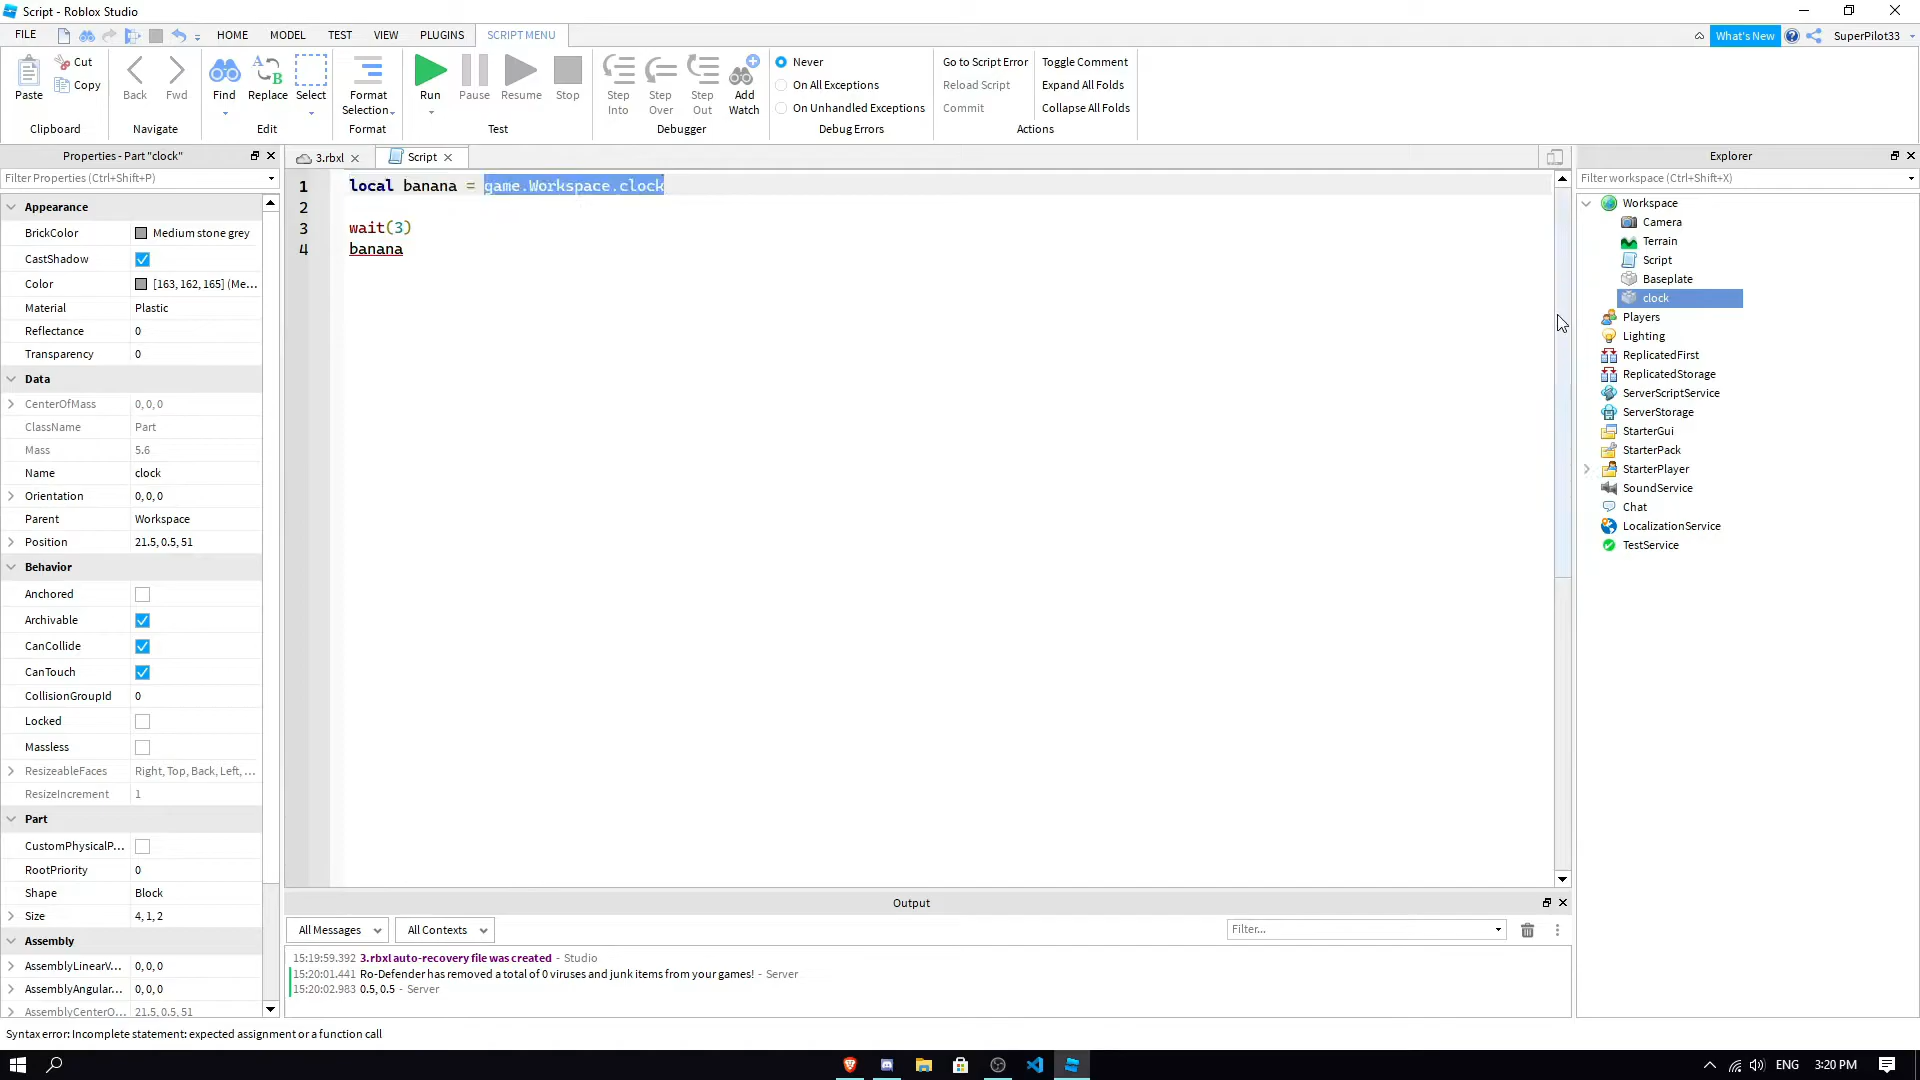 Script - Roblox Studio
FILE HOME MODEL TEST VIEW PLUGINS SCRIPT MENU What's New SuperPilot33
Paste Cut Copy Back Fwd Find Replace Select Format Selection Run Pause Resume Stop Step Into Step Over Step Out Add Watch
Never
On All Exceptions
On Unhandled Exceptions
Go to Script Error
Reload Script
Commit
Toggle Comment
Expand All Folds
Collapse All Folds
Clipboard Navigate Edit Format Test Debugger Debug Errors Actions
Properties - Part "clock"
Filter Properties (Ctrl+Shift+P)
Appearance
BrickColor Medium stone grey
CastShadow
Color [163, 162, 165] (Me...
Material Plastic
Reflectance 0
Transparency 0
Data
CenterOfMass 0, 0, 0
ClassName Part
Mass 5.6
Name clock
Orientation 0, 0, 0
Parent Workspace
Position 21.5, 0.5, 51
Behavior
Anchored
Archivable
CanCollide
CanTouch
CollisionGroupId 0
Locked
Massless
ResizeableFaces Right, Top, Back, Left, ...
ResizeIncrement 1
Part
CustomPhysicalP...
RootPriority 0
Shape Block
Size 4, 1, 2
Assembly
AssemblyLinearV... 0, 0, 0
AssemblyAngular... 0, 0, 0
AssemblyCenterO... 21.5, 0.5, 51
3.rbxl Script
1 local banana = game.Workspace.clock
2
3 wait(3)
4 banana
Output
All Messages All Contexts Filter...
15:19:59.392 3.rbxl auto-recovery file was created - Studio
15:20:01.441 Ro-Defender has removed a total of 0 viruses and junk items from your games! - Server
15:20:02.983 0.5, 0.5 - Server
Explorer
Filter workspace (Ctrl+Shift+X)
Workspace
Camera
Terrain
Script
Baseplate
clock
Players
Lighting
ReplicatedFirst
ReplicatedStorage
ServerScriptService
ServerStorage
StarterGui
StarterPack
StarterPlayer
SoundService
Chat
LocalizationService
TestService
Syntax error: Incomplete statement: expected assignment or a function call
ENG 3:20 PM